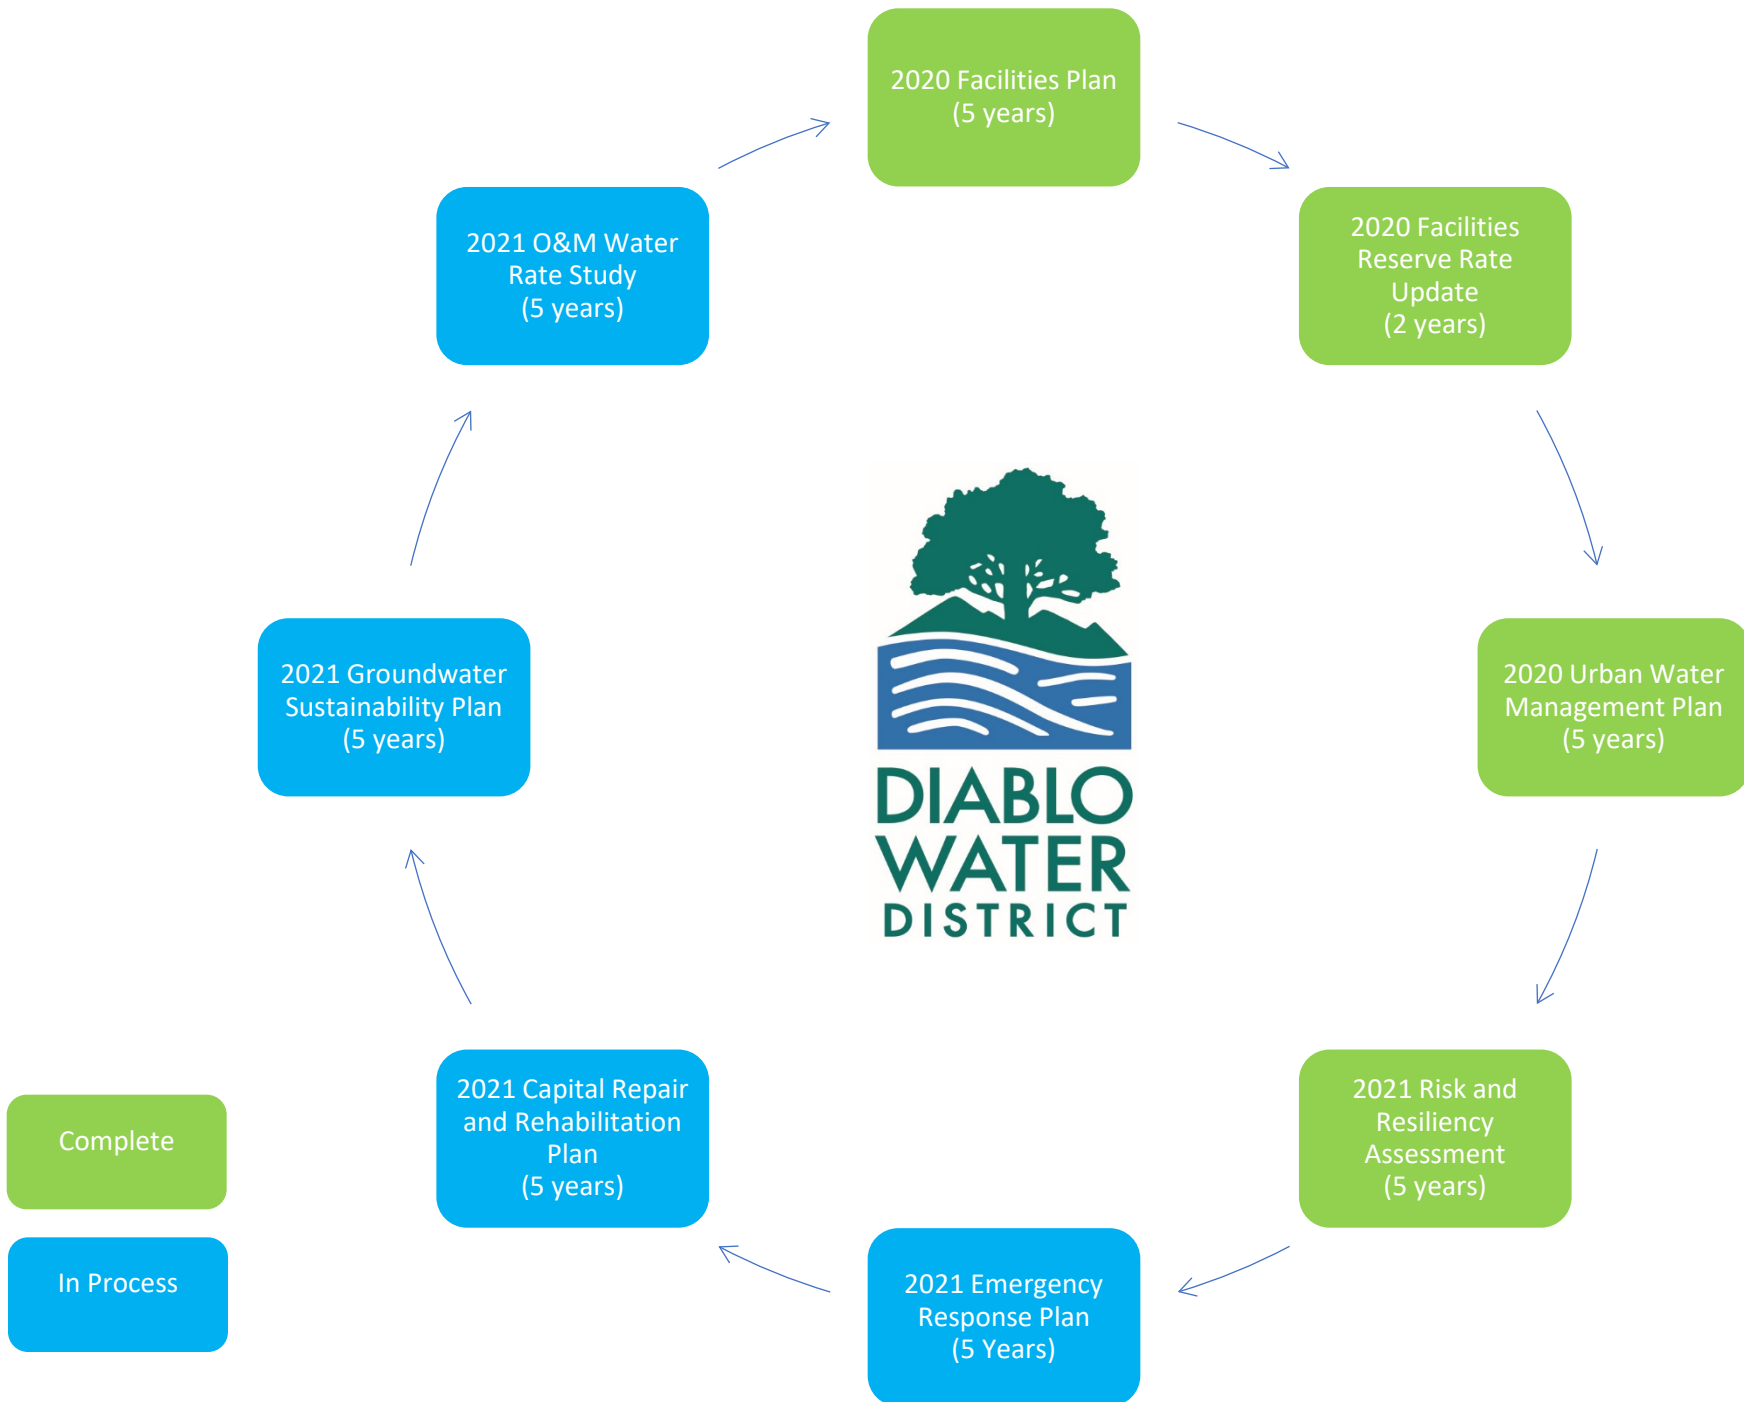 2020 Facilities Plan
(5 years)
2020 Facilities
Reserve Rate
Update
(2 years)
2020 Urban Water
Management Plan
(5 years)
2021 Risk and
Resiliency
Assessment
(5 years)
2021 Emergency
Response Plan
(5 Years)
2021 Capital Repair
and Rehabilitation
Plan
(5 years)
2021 Groundwater
Sustainability Plan
(5 years)
2021 O&M Water
Rate Study
(5 years)
DIABLO
WATER
DISTRICT
Complete
In Process